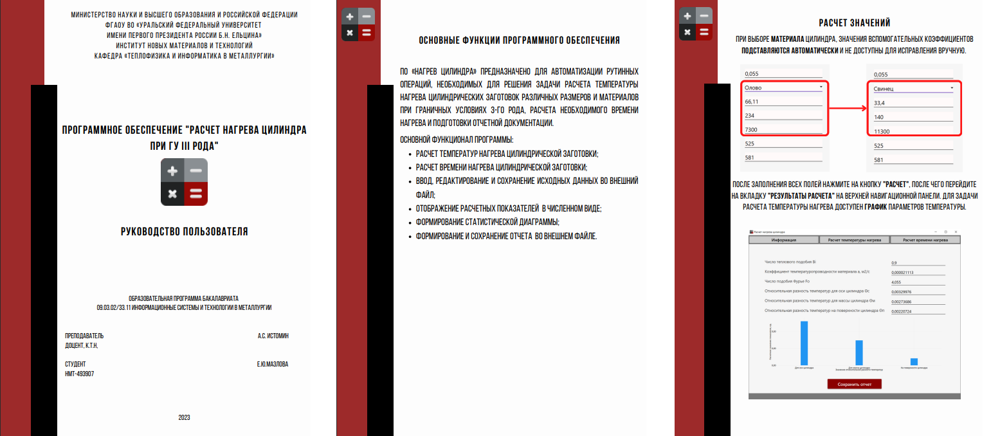 МИНИСТЕРСТВО НАУКИ И ВЫСШЕГО ОБРАЗОВАНИЯ И РОССИЙСКОЙ ФЕДЕРАЦИИ
ФГАОУ ВО «УРАЛЬСКИЙ ФЕДЕРАЛЬНЫЙ УНИВЕРСИТЕТ
ИМЕНИ ПЕРВОГО ПРЕЗИДЕНТА РОССИИ Б.Н. ЕЛЬЦИНА»
ИНСТИТУТ НОВЫХ МАТЕРИАЛОВ И ТЕХНОЛОГИЙ
КАФЕДРА «ТЕПЛОФИЗИКА И ИНФОРМАТИКА В МЕТАЛЛУРГИИ»
ПРОГРАММНОЕ ОБЕСПЕЧЕНИЕ "РАСЧЕТ НАГРЕВА ЦИЛИНДРА
ПРИ ГУ III РОДА"
РУКОВОДСТВО ПОЛЬЗОВАТЕЛЯ
ОБРАЗОВАТЕЛЬНАЯ ПРОГРАММА БАКАЛАВРИАТА
09.03.02/33.11 ИНФОРМАЦИОННЫЕ СИСТЕМЫ И ТЕХНОЛОГИИ В МЕТАЛЛУРГИИ
ПРЕПОДАВАТЕЛЬ А.С. ИСТОМИН
ДОЦЕНТ, К.Т.Н,
СТУДЕНТ Е.Ю.МАЗЛОВА
НМТ-493907
2023
ОСНОВНЫЕ ФУНКЦИИ ПРОГРАММНОГО ОБЕСПЕЧЕНИЯ
ПО «НАГРЕВ ЦИЛИНДРА» ПРЕДНАЗНАЧЕНО ДЛЯ АВТОМАТИЗАЦИИ РУТИННЫХ
ОПЕРАЦИЙ, НЕОБХОДИМЫХ ДЛЯ РЕШЕНИЯ ЗАДАЧИ РАСЧЕТА ТЕМПЕРАТУРЫ
НАГРЕВА ЦИЛИНДРИЧЕСКИХ ЗАГОТОВОК РАЗЛИЧНЫХ РАЗМЕРОВ И МАТЕРИАЛОВ
ПРИ ГРАНИЧНЫХ УСЛОВИЯХ 3-ГО РОДА, РАСЧЕТА НЕОБХОДИМОГО ВРЕМЕНИ
НАГРЕВА И ПОДГОТОВКИ ОТЧЕТНОЙ ДОКУМЕНТАЦИИ.
ОСНОВНОЙ ФУНКЦИОНАЛ ПРОГРАММЫ:
• РАСЧЕТ ТЕМПЕРАТУР НАГРЕВА ЦИЛИНДРИЧЕСКОЙ ЗАГОТОВКИ;
• РАСЧЕТ ВРЕМЕНИ НАГРЕВА ЦИЛИНДРИЧЕСКОЙ ЗАГОТОВКИ;
• ВВОД, РЕДАКТИРОВАНИЕ И СОХРАНЕНИЕ ИСХОДНЫХ ДАННЫХ ВО ВНЕШНИЙ
ФАЙЛ;
• ОТОБРАЖЕНИЕ РАСЧЕТНЫХ ПОКАЗАТЕЛЕЙ В ЧИСЛЕННОМ ВИДЕ;
• ФОРМИРОВАНИЕ СТАТИСТИЧЕСКОЙ ДИАГРАММЫ;
• ФОРМИРОВАНИЕ И СОХРАНЕНИЕ ОТЧЕТА ВО ВНЕШНЕМ ФАЙЛЕ.
РАСЧЕТ ЗНАЧЕНИЙ
ПРИ ВЫБОРЕ МАТЕРИАЛА ЦИЛИНДРА, ЗНАЧЕНИЯ ВСПОМОГАТЕЛЬНЫХ КОЭФФИЦИЕНТОВ
ПОДСТАВЛЯЮТСЯ АВТОМАТИЧЕСКИ И НЕ ДОСТУПНЫ ДЛЯ ИСПРАВЛЕНИЯ ВРУЧНУЮ.
0,055
Олово
66,11
234
7300
525
581
0,055
Свинец
33,4
140
11300
525
581
ПОСЛЕ ЗАПОЛНЕНИЯ ВСЕХ ПОЛЕЙ НАЖМИТЕ НА КНОПКУ "РАСЧЕТ", ПОСЛЕ ЧЕГО ПЕРЕЙДИТЕ
НА ВКЛАДКУ "РЕЗУЛЬТАТЫ РАСЧЕТА" НА ВЕРХНЕЙ НАВИГАЦИОННОЙ ПАНЕЛИ. ДЛЯ ЗАДАЧИ
РАСЧЕТА ТЕМПЕРАТУРЫ НАГРЕВА ДОСТУПЕН ГРАФИК ПАРАМЕТРОВ ТЕМПЕРАТУРЫ.
Расчет нагрева цилиндра
Информация Расчет температуры нагрева Расчет времени нагрева
Число теплового подобия Bi 0,9
Коэффициент температуропроводности материала a, м2/с 0,000021113
Число подобия Фурье Fo 4,055
Относительная разность температур для оси цилиндра Θс 0,00329976
Относительная разность температур для массы цилиндра Θм 0,00273686
Относительная разность температур на поверхности цилиндра Θп 0,00220724
0,00
0,00
0,00
Для оси цилиндра Для массы цилиндра На поверхности цилиндра
Значения относительной разности температур
Сохранить отчет